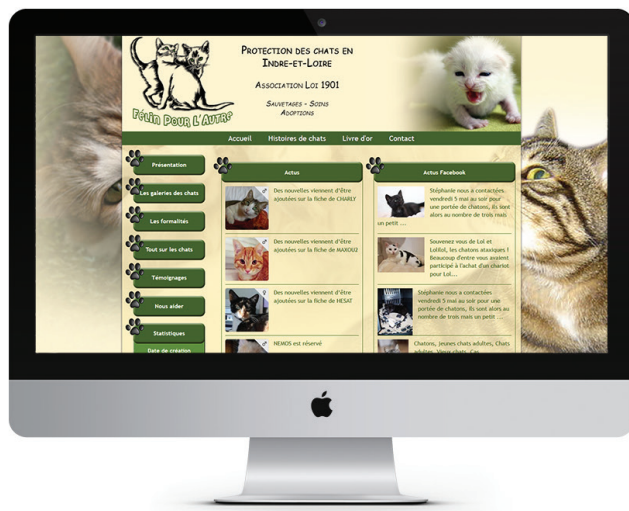 PROTECTION DES CHATS EN
INDRE-ET-LOIRE
ASSOCIATION LOI 1901
SAUVETAGES - SOINS
ADOPTIONS
Félin Pour L'Autre
Accueil Histoires de chats Livre d'or Contact
Présentation
Les galeries des chats
Les formalités
Tout sur les chats
Témoignages
Nous aider
Statistiques
Date de création
Actus
Des nouvelles viennent d'être
ajoutées sur la fiche de CHARLY
Des nouvelles viennent d'être
ajoutées sur la fiche de MAKOU2
Des nouvelles viennent d'être
ajoutées sur la fiche de HESAT
NEMOS est réservé
Actus Facebook
Stéphanie nous a contactées
vendredi 5 mai au soir pour
une portée de chatons, ils sont
alors au nombre de trois mais
un petit ...
Souvenez vous de Lol et
Lolilol, les chatons ataxiques !
Beaucoup d'entre vous avaient
participé à l'achat d'un chariot
pour Lol...
Stéphanie nous a contactées
vendredi 5 mai au soir pour une
portée de chatons, ils sont alors au
nombre de trois mais un petit ...
Chatons, Jeunes chats adultes, Chats
adultes, Vieux chats, Cas